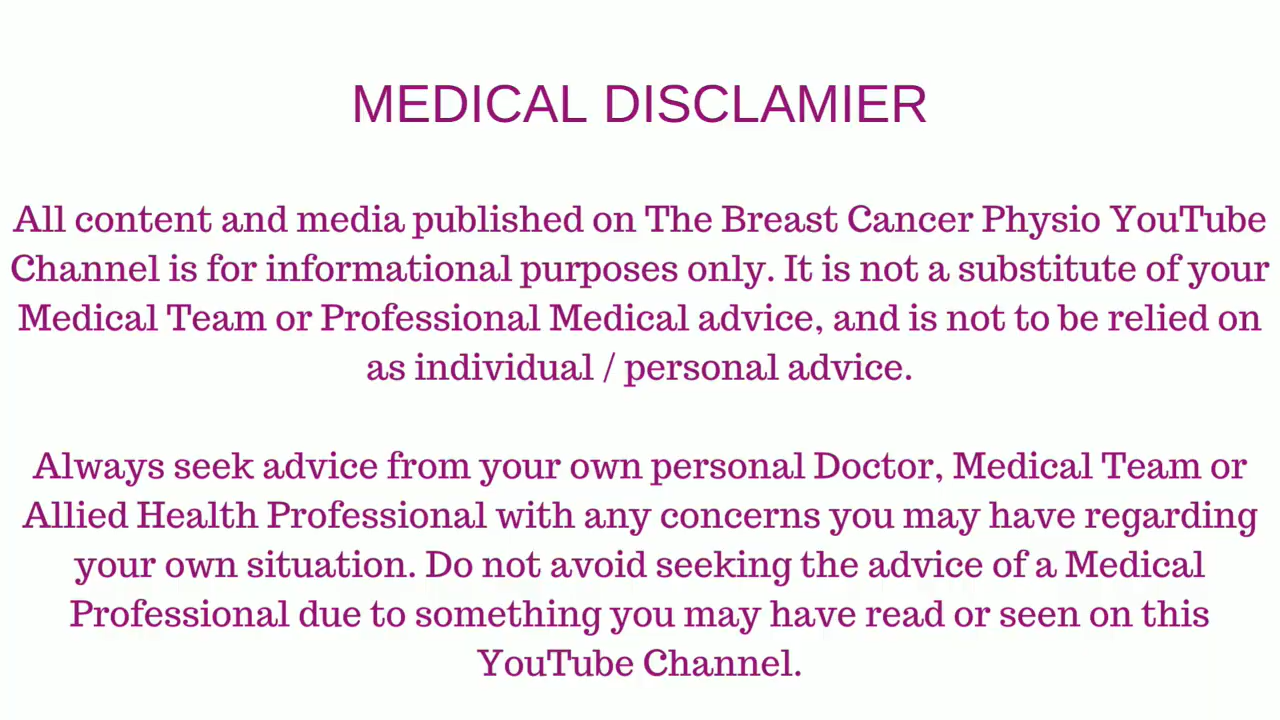 MEDICAL DISCLAMIER
All content and media published on The Breast Cancer Physio YouTube
Channel is for informational purposes only. It is not a substitute of your
Medical Team or Professional Medical advice, and is not to be relied on
as individual / personal advice.
Always seek advice from your own personal Doctor, Medical Team or
Allied Health Professional with any concerns you may have regarding
your own situation. Do not avoid seeking the advice of a Medical
Professional due to something you may have read or seen on this
YouTube Channel.